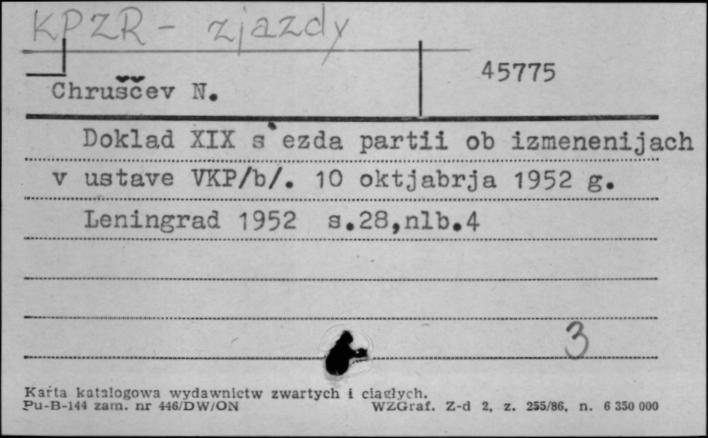 KPZR - zjazdy
45775
Chruščev N.
Doklad XIX s'ezda partii ob izmenenijach
v ustave VKP/b/. 10 oktjabrja 1952 g.
Leningrad 1952 s.28,nlb.4
3
Karta katalogowa wydawnictw zwartych i ciągłych.
Pu-B-144 zam. nr 446/DW/ON WZGraf. Z-d 2, z. 255/86, n. 6 350 000